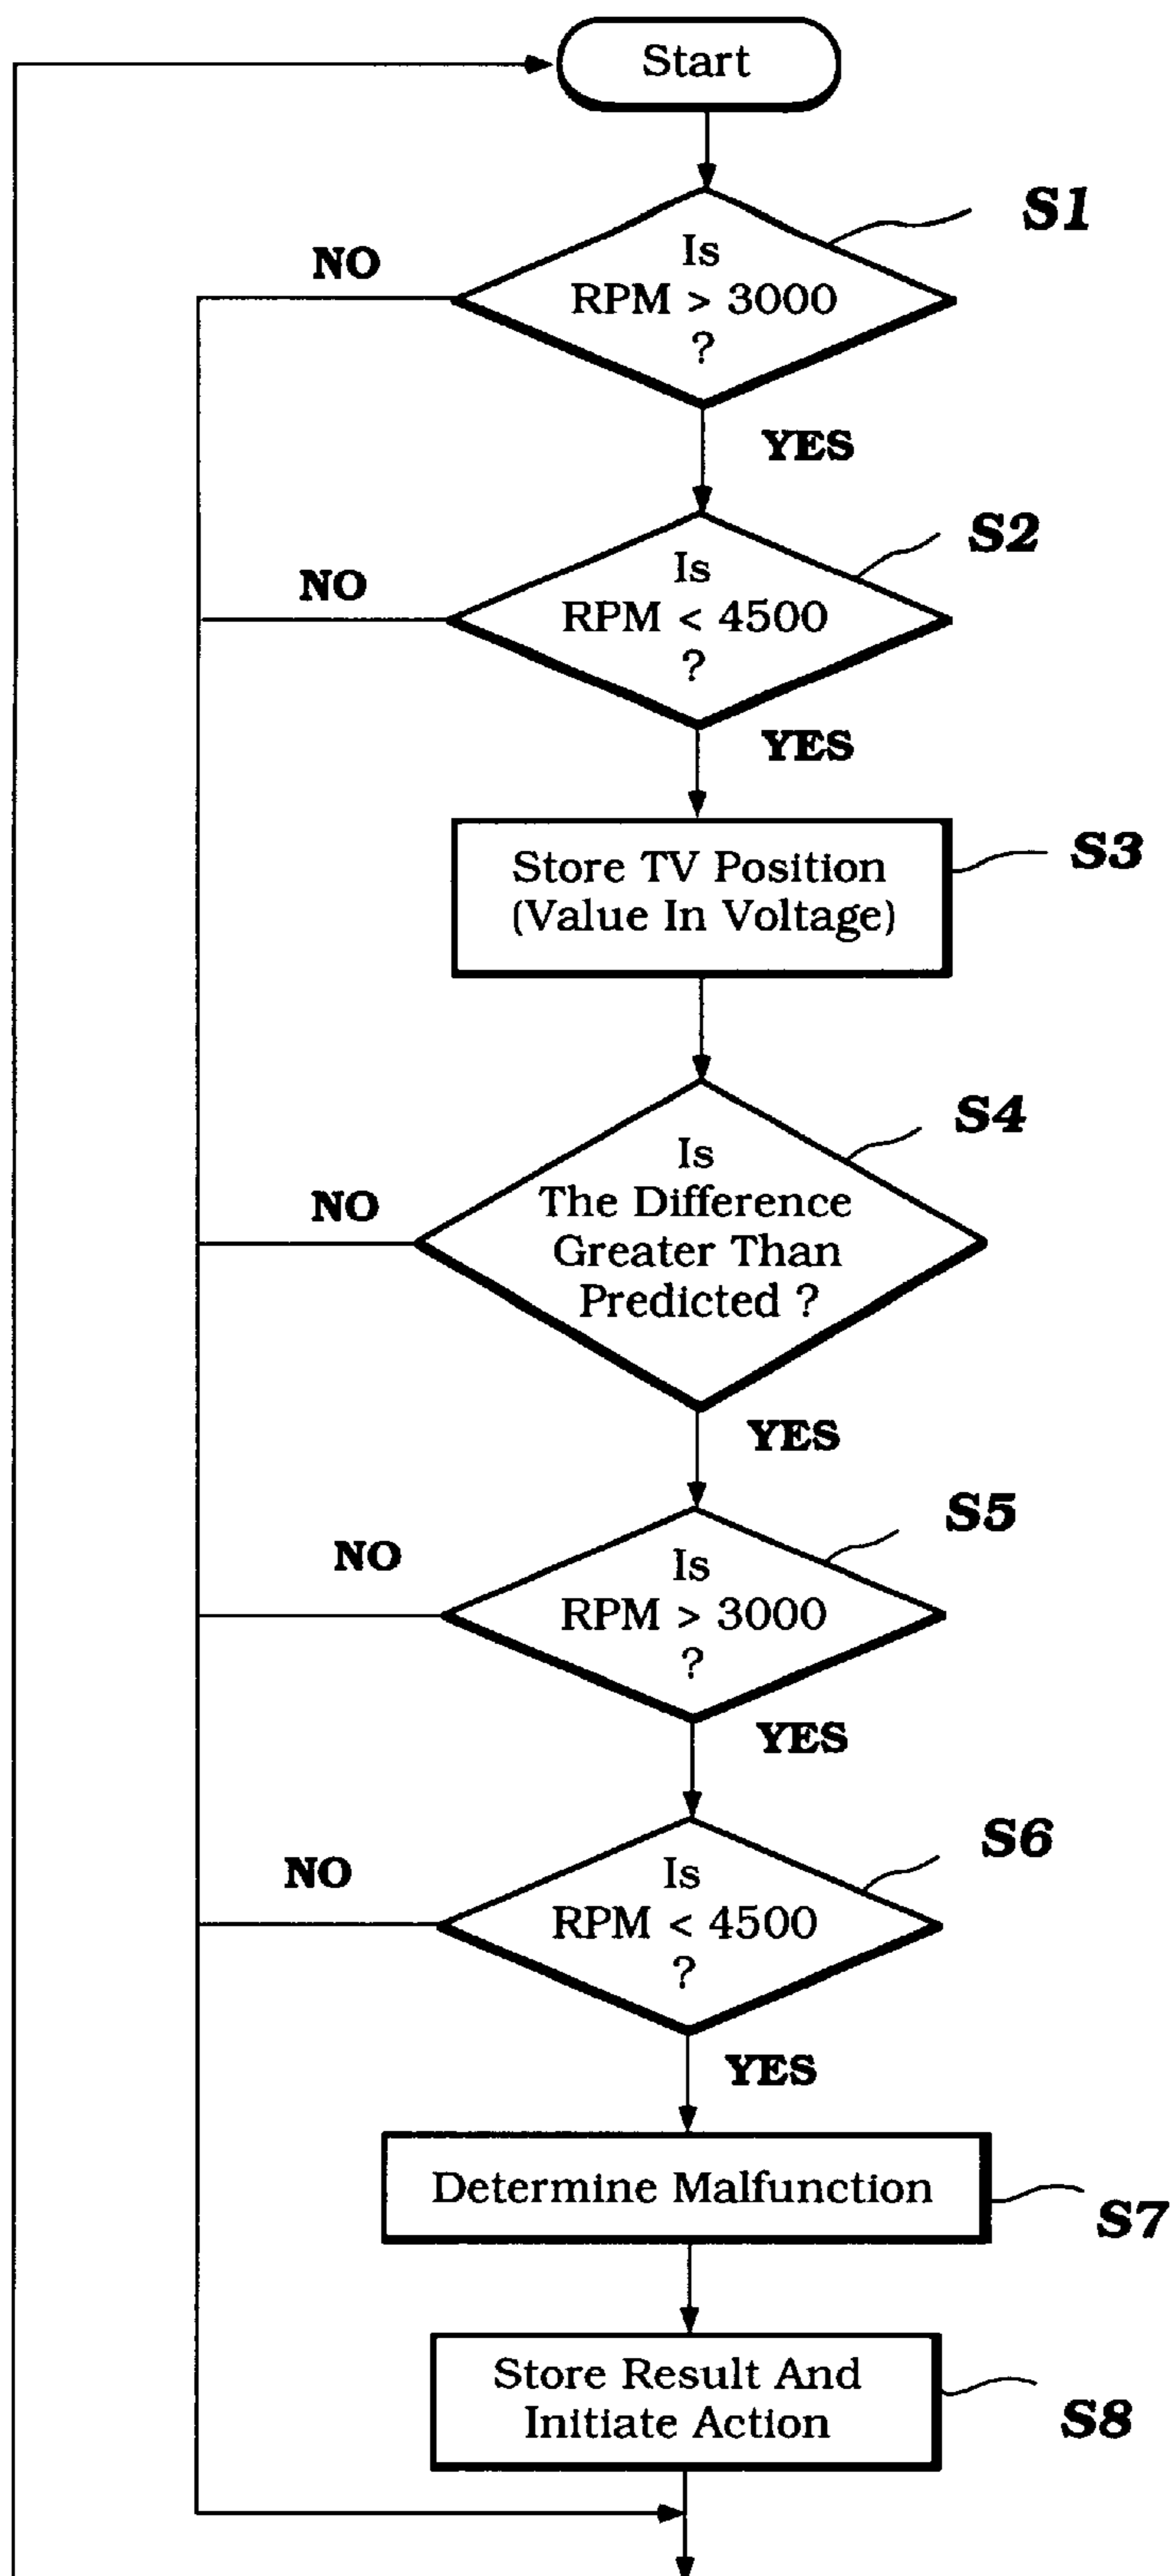 Start
S1
NO
Is
RPM > 3000
?
YES
S2
NO
Is
RPM < 4500
?
YES
S3
Store TV Position
(Value In Voltage)
S4
NO
Is
The Difference
Greater Than
Predicted ?
YES
S5
NO
Is
RPM > 3000
?
YES
S6
NO
Is
RPM < 4500
?
YES
Determine Malfunction
S7
Store Result And
Initiate Action
S8